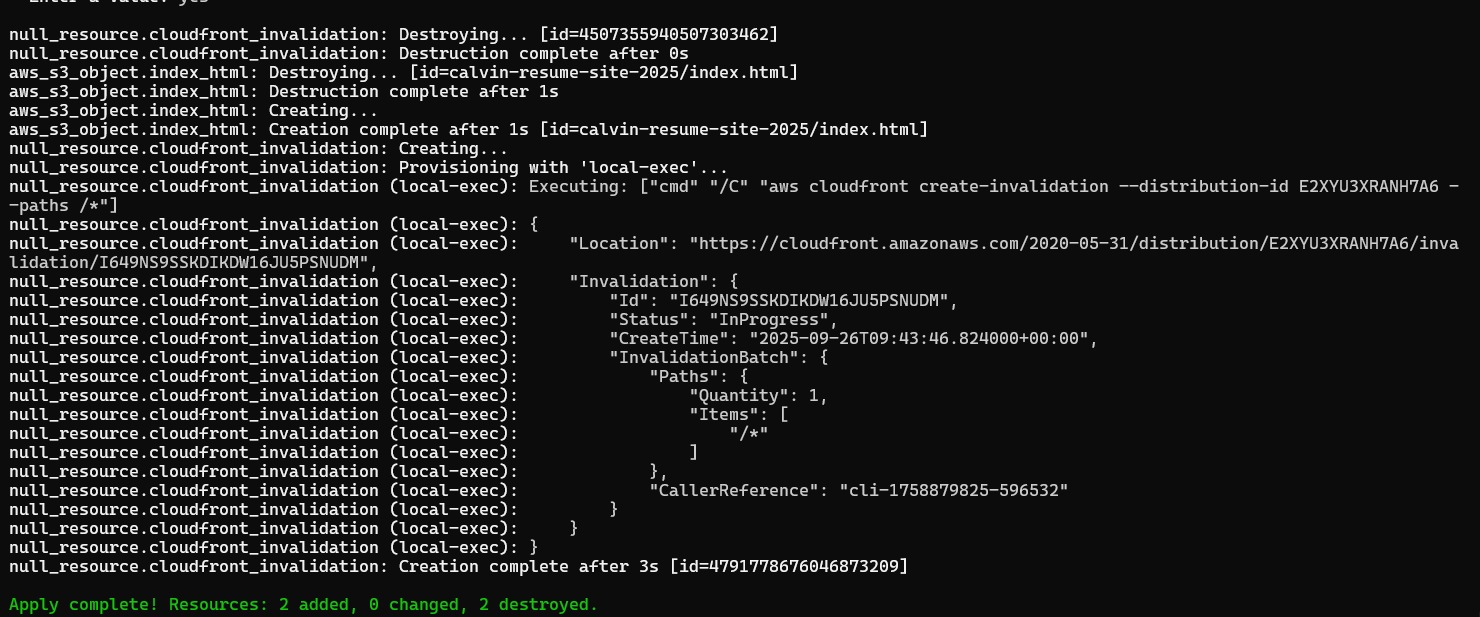 Enter a value: yes
null_resource.cloudfront_invalidation: Destroying... [id=4507355940507303462]
null_resource.cloudfront_invalidation: Destruction complete after 0s
aws_s3_object.index_html: Destroying... [id=calvin-resume-site-2025/index.html]
aws_s3_object.index_html: Destruction complete after 1s
aws_s3_object.index_html: Creating...
aws_s3_object.index_html: Creation complete after 1s [id=calvin-resume-site-2025/index.html]
null_resource.cloudfront_invalidation: Creating...
null_resource.cloudfront_invalidation: Provisioning with 'local-exec'...
null_resource.cloudfront_invalidation (local-exec): Executing: ["cmd" "/C" "aws cloudfront create-invalidation --distribution-id E2XYU3XRANH7A6 -
-paths /*"]
null_resource.cloudfront_invalidation (local-exec): {
null_resource.cloudfront_invalidation (local-exec):     "Location": "https://cloudfront.amazonaws.com/2020-05-31/distribution/E2XYU3XRANH7A6/inva
lidation/I649NS9SSKDIKDW16JU5PSNUDM",
null_resource.cloudfront_invalidation (local-exec):     "Invalidation": {
null_resource.cloudfront_invalidation (local-exec):         "Id": "I649NS9SSKDIKDW16JU5PSNUDM",
null_resource.cloudfront_invalidation (local-exec):         "Status": "InProgress",
null_resource.cloudfront_invalidation (local-exec):         "CreateTime": "2025-09-26T09:43:46.824000+00:00",
null_resource.cloudfront_invalidation (local-exec):         "InvalidationBatch": {
null_resource.cloudfront_invalidation (local-exec):             "Paths": {
null_resource.cloudfront_invalidation (local-exec):                 "Quantity": 1,
null_resource.cloudfront_invalidation (local-exec):                 "Items": [
null_resource.cloudfront_invalidation (local-exec):                     "/*"
null_resource.cloudfront_invalidation (local-exec):                 ]
null_resource.cloudfront_invalidation (local-exec):             },
null_resource.cloudfront_invalidation (local-exec):             "CallerReference": "cli-1758879825-596532"
null_resource.cloudfront_invalidation (local-exec):         }
null_resource.cloudfront_invalidation (local-exec):     }
null_resource.cloudfront_invalidation (local-exec): }
null_resource.cloudfront_invalidation: Creation complete after 3s [id=4791778676046873209]
Apply complete! Resources: 2 added, 0 changed, 2 destroyed.